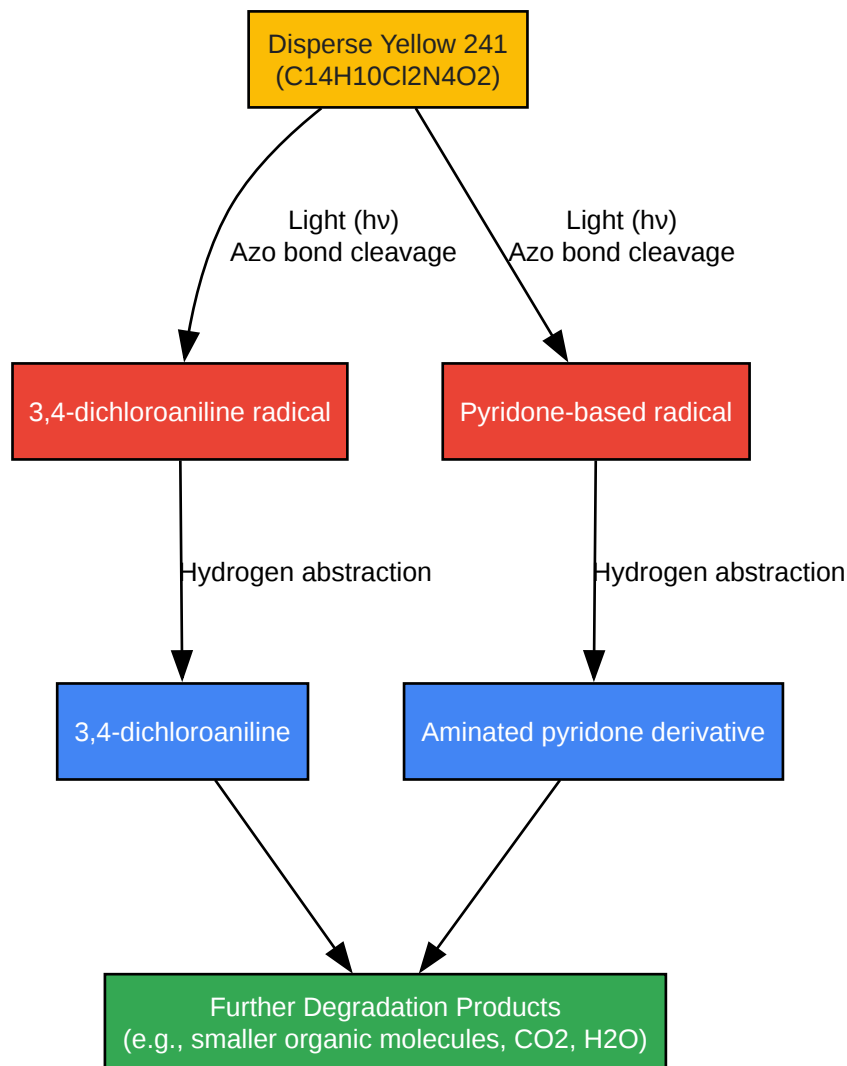 Disperse Yellow 241
(C14H10Cl2N4O2)
Light (hν)
Azo bond cleavage
Light (hν)
Azo bond cleavage
3,4-dichloroaniline radical
Pyridone-based radical
Hydrogen abstraction
Hydrogen abstraction
3,4-dichloroaniline
Aminated pyridone derivative
Further Degradation Products
(e.g., smaller organic molecules, CO2, H2O)